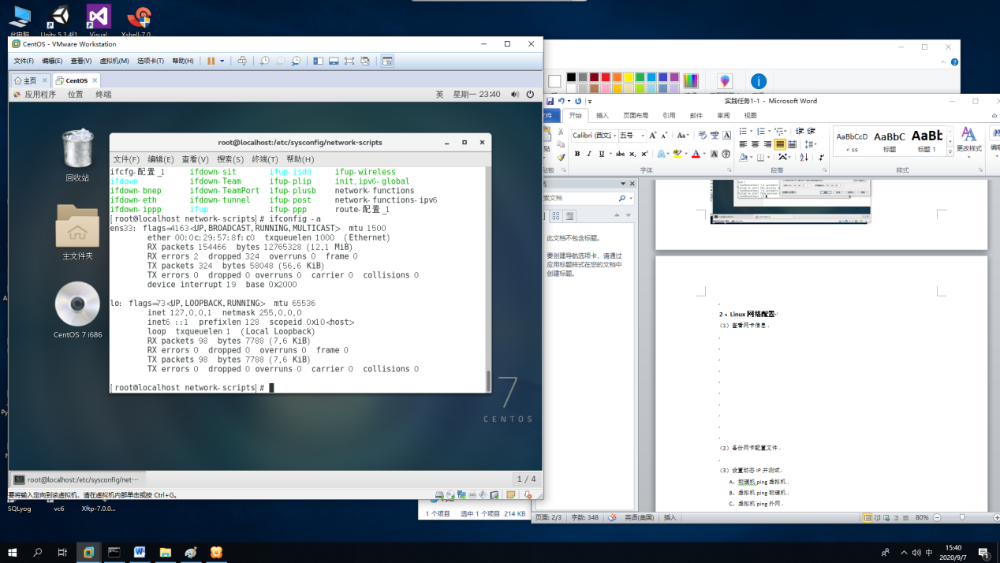 此电脑
Unity 5.3.4f1
Visual
Xshell-7.0
CentOS - VMware Workstation
文件(F) 编辑(E) 查看(V) 虚拟机(M) 选项卡(T) 帮助(H)
主页
CentOS
应用程序 位置 终端
英 星期一 23:40
回收站
主文件夹
CentOS 7 i686
root@localhost:/etc/sysconfig/network-scripts
文件(F) 编辑(E) 查看(V) 搜索(S) 终端(T) 帮助(H)
ifcfg-配置_1 ifdown-sit ifup-isdn ifup-wireless
ifdown ifdown-Team ifup-plip init.ipv6-global
ifdown-bnep ifdown-TeamPort ifup-plusb network-functions
ifdown-eth ifdown-tunnel ifup-post network-functions-ipv6
ifdown-ippp ifup ifup-ppp route-配置_1
[root@localhost network-scripts]# ifconfig -a
ens33: flags=4163<UP,BROADCAST,RUNNING,MULTICAST> mtu 1500
ether 00:0c:29:57:8f:c0 txqueuelen 1000 (Ethernet)
RX packets 154466 bytes 12765328 (12.1 MiB)
RX errors 2 dropped 324 overruns 0 frame 0
TX packets 324 bytes 58048 (56.6 KiB)
TX errors 0 dropped 0 overruns 0 carrier 0 collisions 0
device interrupt 19 base 0x2000
lo: flags=73<UP,LOOPBACK,RUNNING> mtu 65536
inet 127.0.0.1 netmask 255.0.0.0
inet6 ::1 prefixlen 128 scopeid 0x10<host>
loop txqueuelen 1 (Local Loopback)
RX packets 98 bytes 7788 (7.6 KiB)
RX errors 0 dropped 0 overruns 0 frame 0
TX packets 98 bytes 7788 (7.6 KiB)
TX errors 0 dropped 0 overruns 0 carrier 0 collisions 0
[root@localhost network-scripts]#
7
CENTOS
root@localhost:/etc/sysconfig/net···
1 / 4
要将输入定向到该虚拟机，请在虚拟机内部单击或按 Ctrl+G。
SQLyog
vc6
Xftp-7.0.0...
1 个项目 选中 1 个项目 214 KB
实践任务1-1 - Microsoft Word
文件 开始 插入 页面布局 引用 邮件 审阅 视图
Calibri (西文) 五号
AaBbCcD AaBbC AaBb
ss 标题 标题 1
更改样式
字体 段落 样式
此文档不包含标题。
要创建导航选项卡，请通过
应用标题样式在您的文档中
创建标题。
2、Linux 网络配置
（1）查看网卡信息
（2）备份网卡配置文件
（3）设置动态 IP 并测试
A、物理机 ping 虚拟机
B、虚拟机 ping 物理机
C、虚拟机 ping 外网
页面: 2/3 字数: 348 英语(美国) 插入 80%
中
15:40
2020/9/7
1